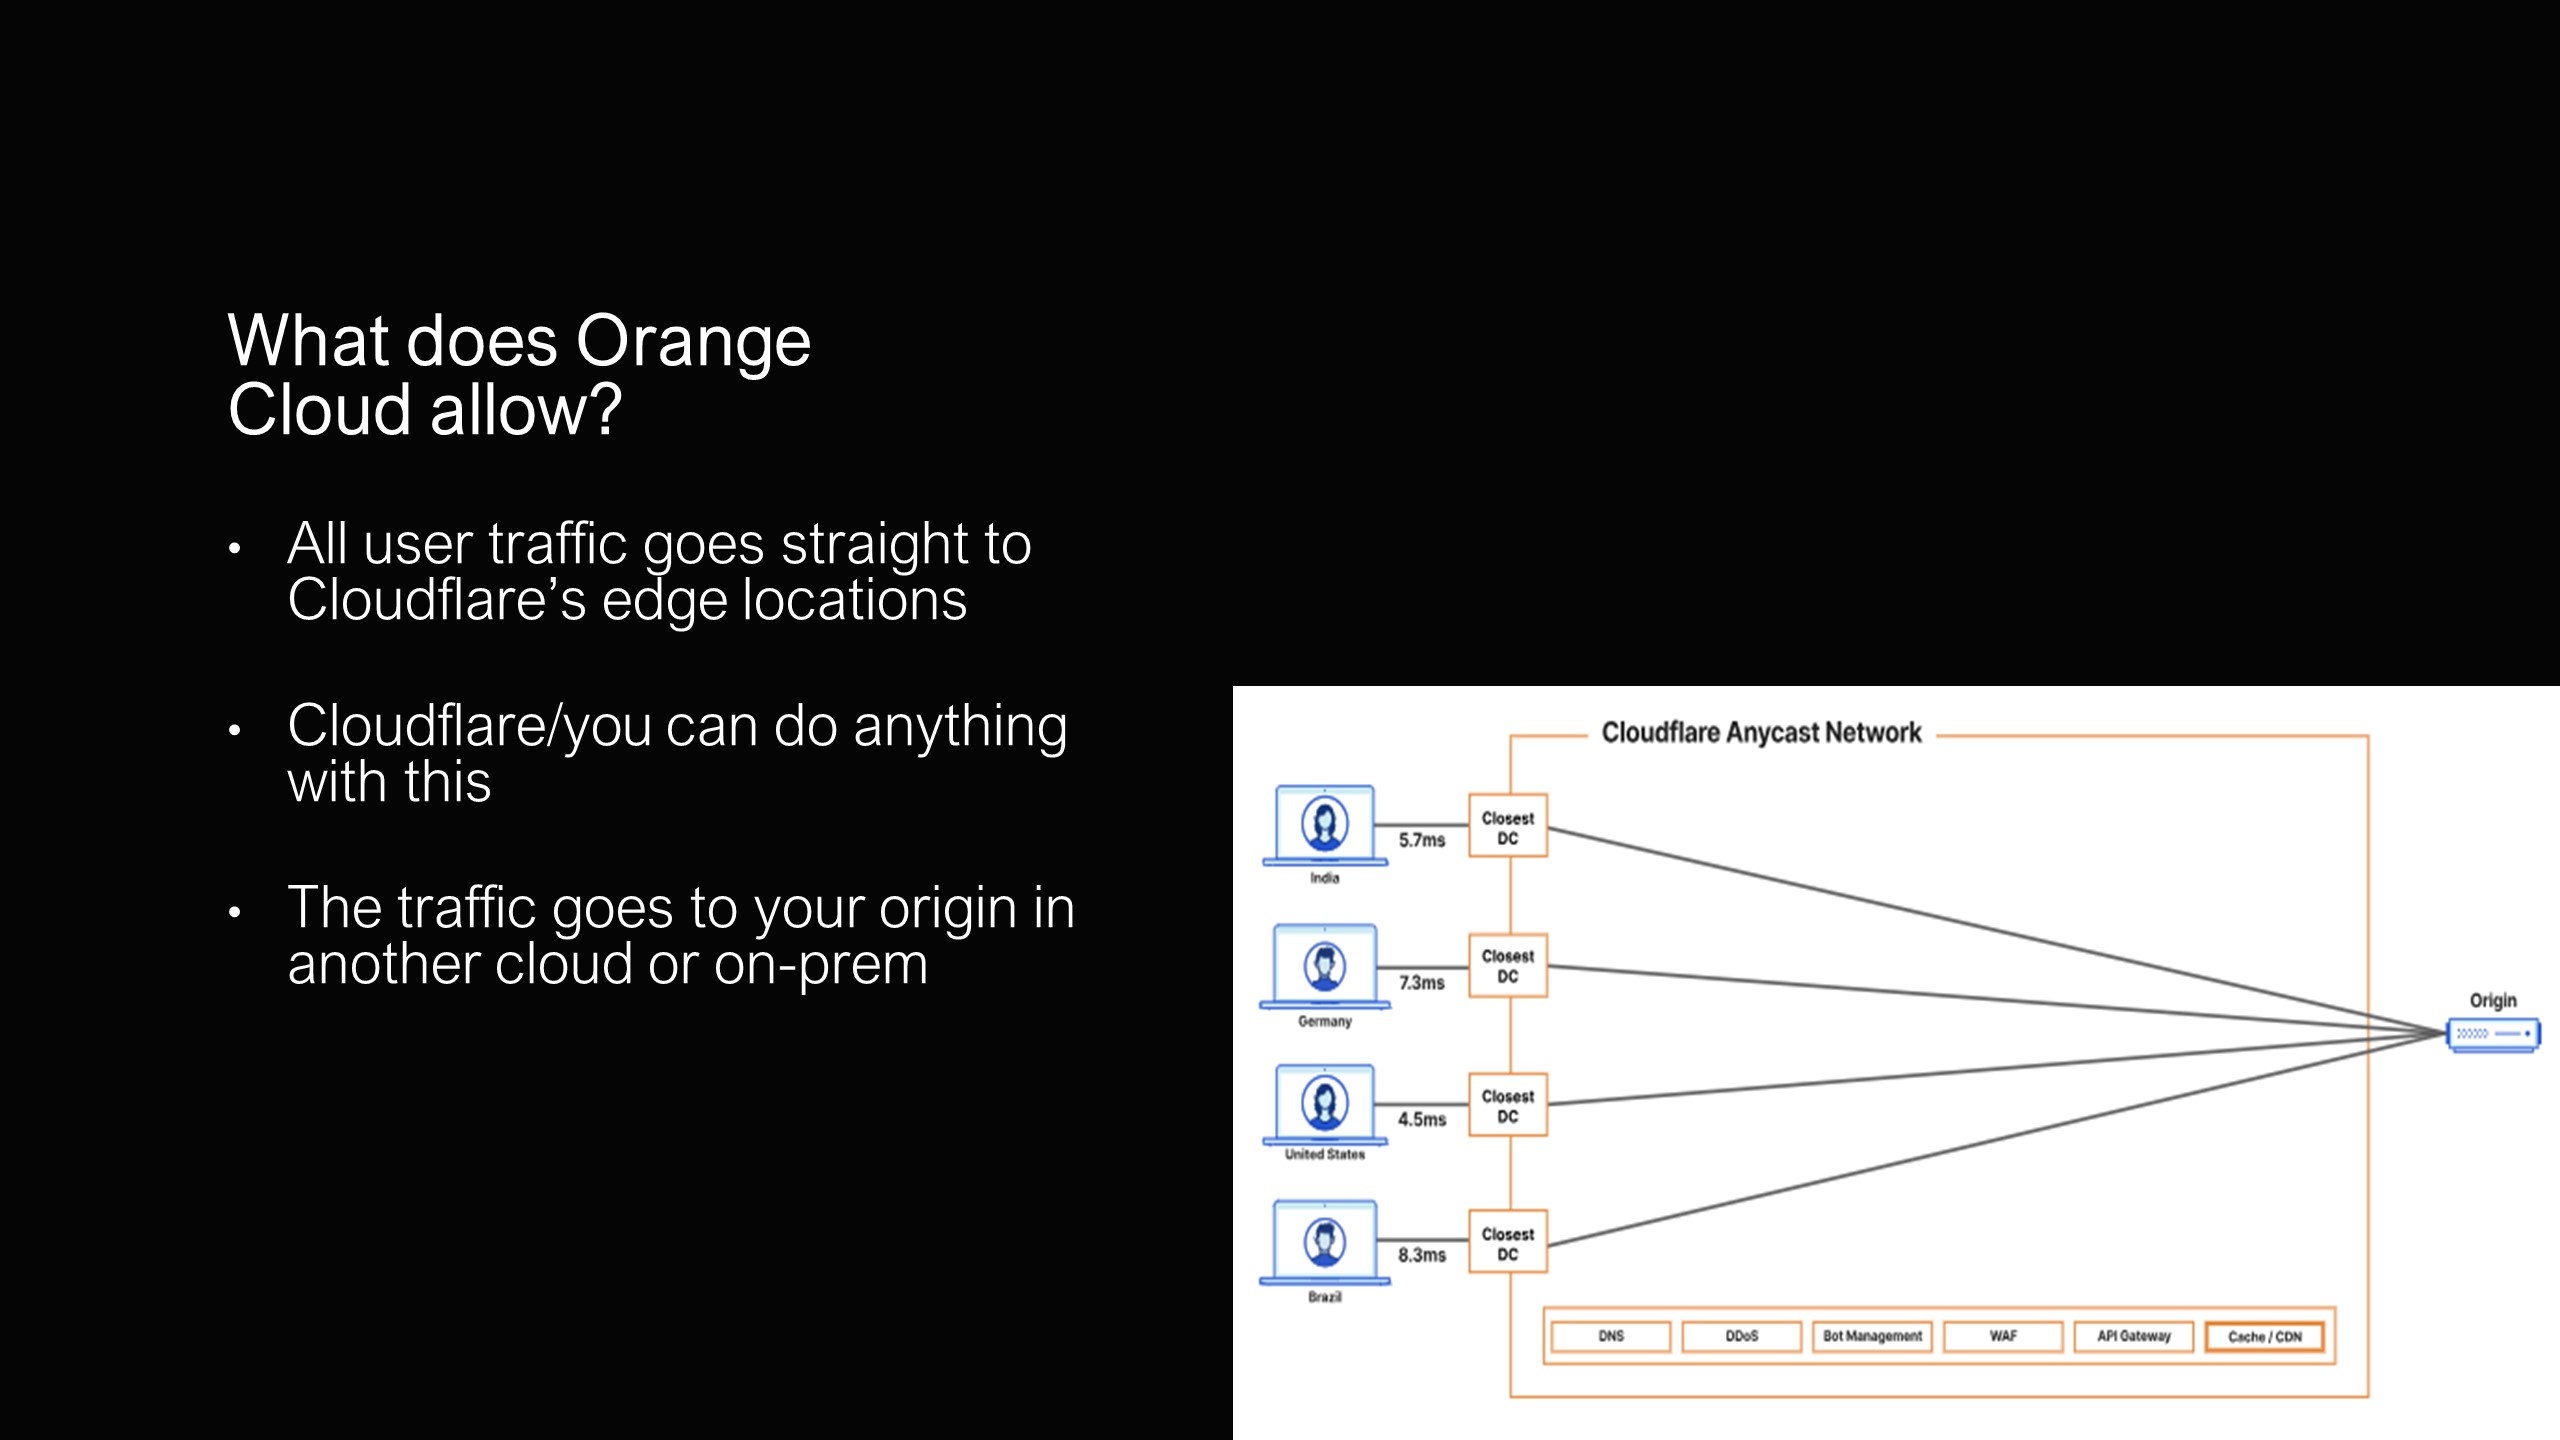 What does Orange
Cloud allow?
• All user traffic goes straight to
Cloudflare’s edge locations
• Cloudflare/you can do anything
with this
• The traffic goes to your origin in
another cloud or on-prem
Cloudflare Anycast Network
Closest
DC
5.7ms
India
Closest
DC
7.3ms
Germany
Closest
DC
4.5ms
United States
Closest
DC
8.3ms
Brazil
Origin
DNS
DDoS
Bot Management
WAF
API Gateway
Cache / CDN